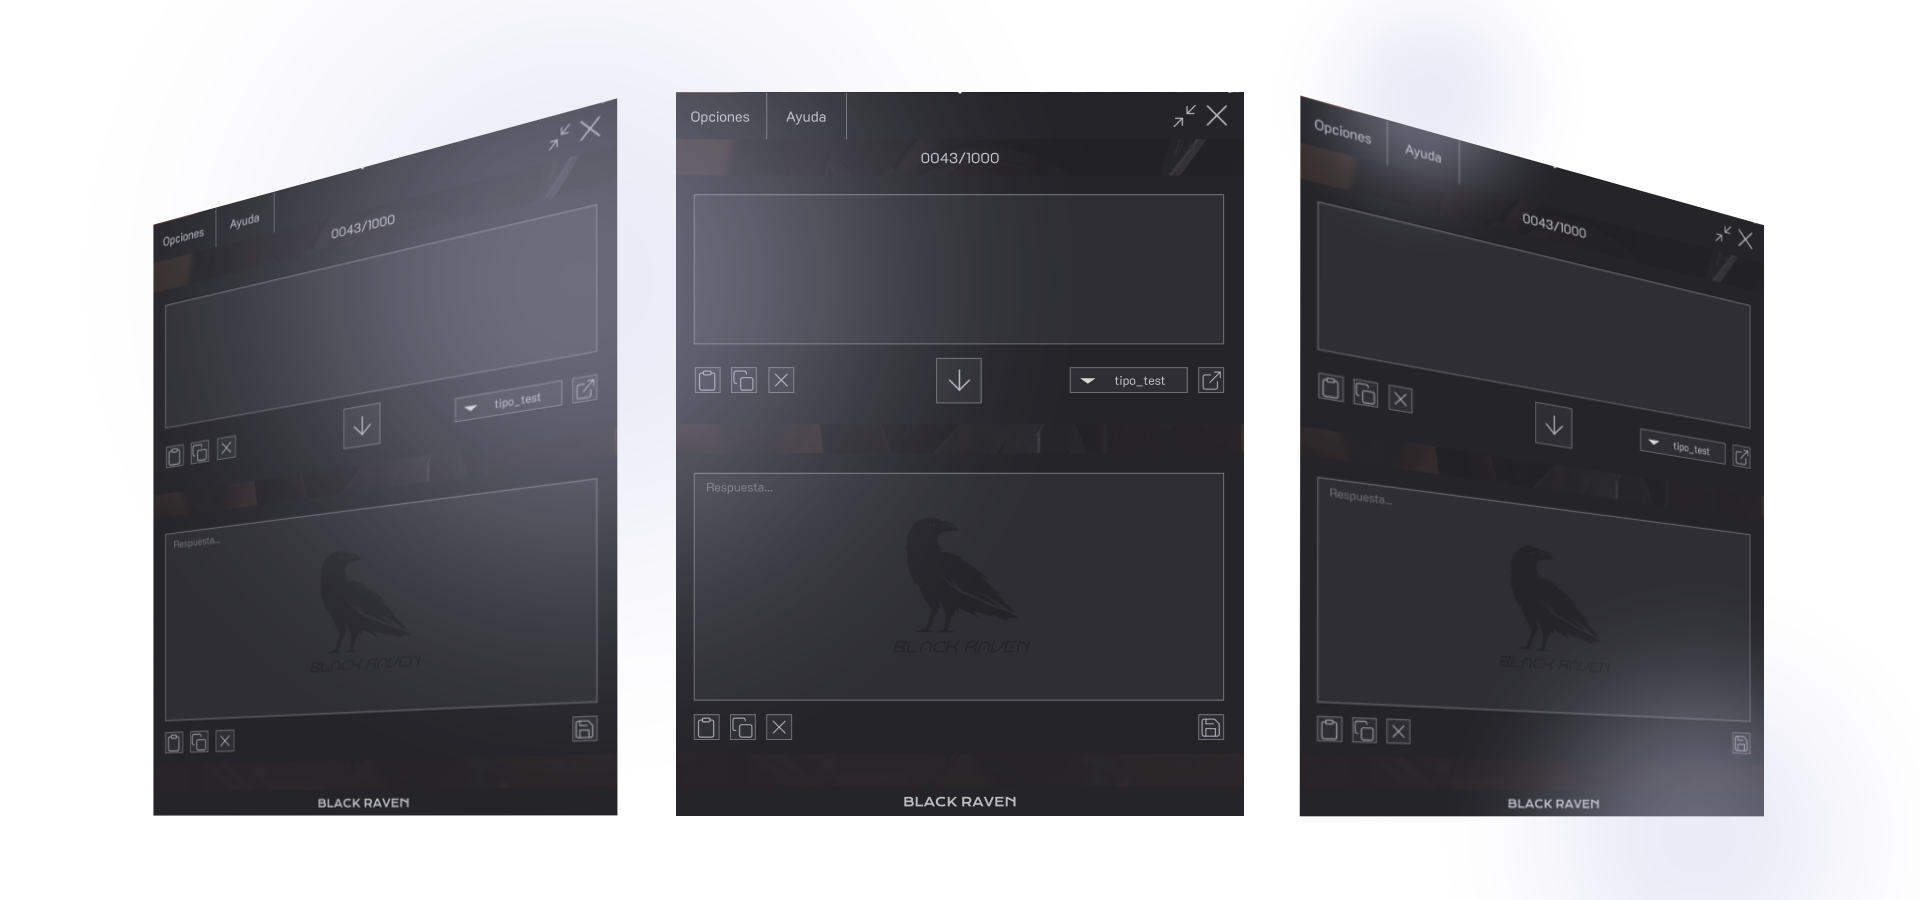 Opciones Ayuda
0043/1000
tipo_test
Respuesta...
BLACK RAVEN
BLACK RAVEN
Opciones Ayuda
0043/1000
tipo_test
Respuesta...
BLACK RAVEN
BLACK RAVEN
Opciones Ayuda
0043/1000
tipo_test
Respuesta...
BLACK RAVEN
BLACK RAVEN